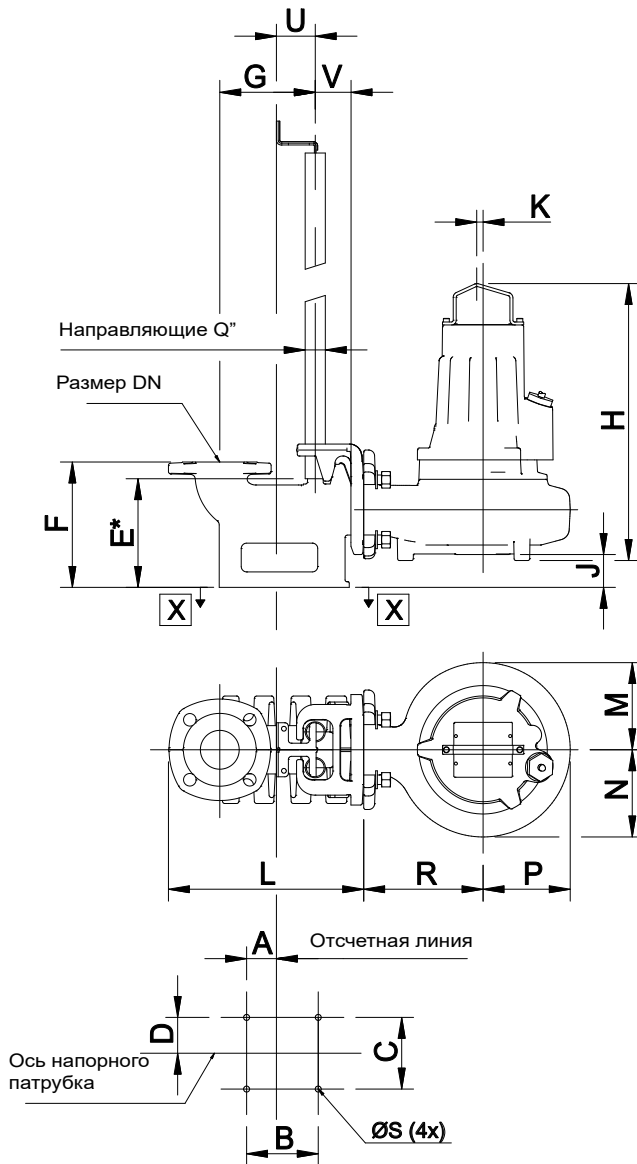 U
G
V
K
Направляющие Q”
Размер DN
H
F
E*
J
X
X
M
N
L
R
P
A
Отсчетная линия
D
C
Ось напорного
патрубка
B
ØS (4x)